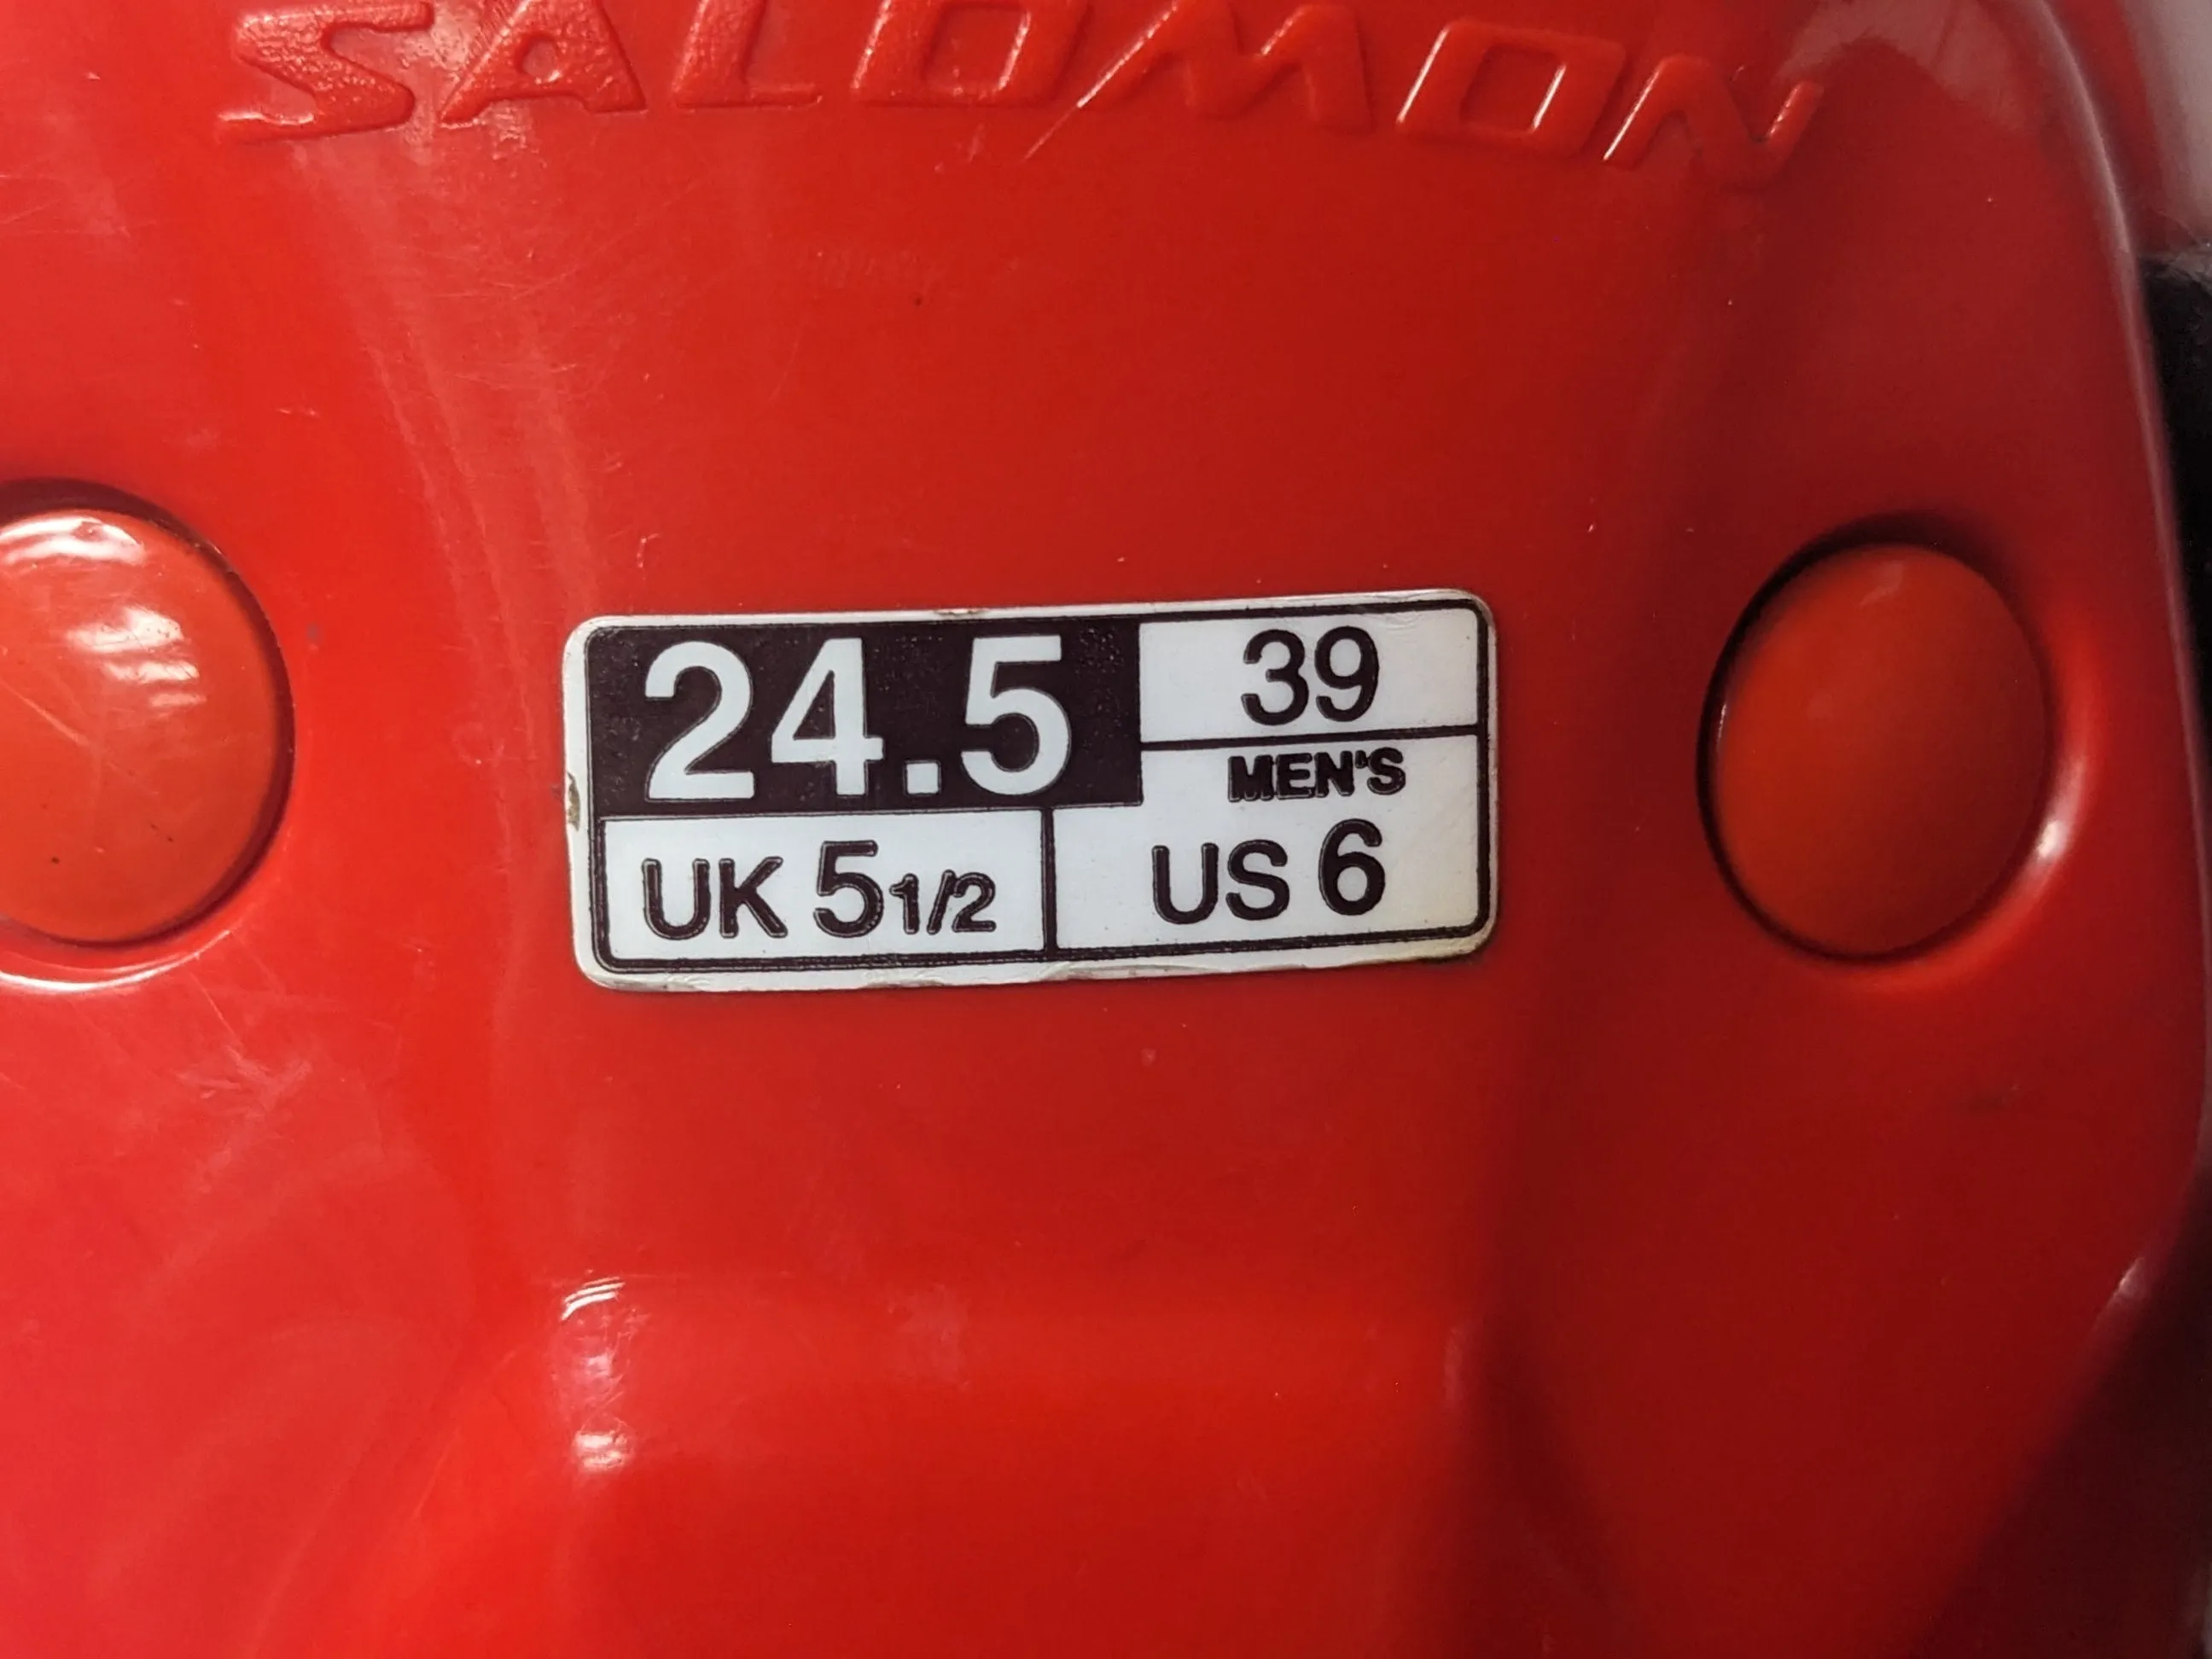 SALOMON
24.5
39
MEN'S
UK 5 1/2
US 6